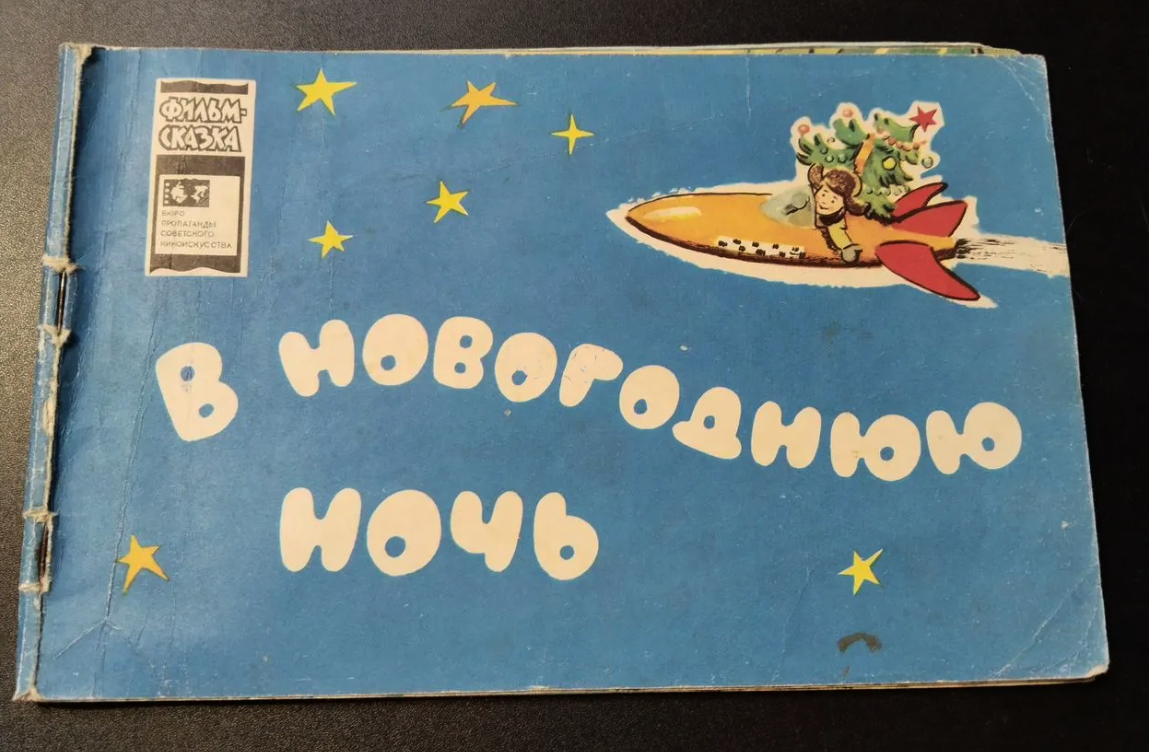 ФИЛЬМ-
СКАЗКА
БЮРО
ПРОПАГАНДЫ
СОВЕТСКОГО
КИНОИСКУССТВА
В НОВОГОДНЮЮ
НОЧЬ